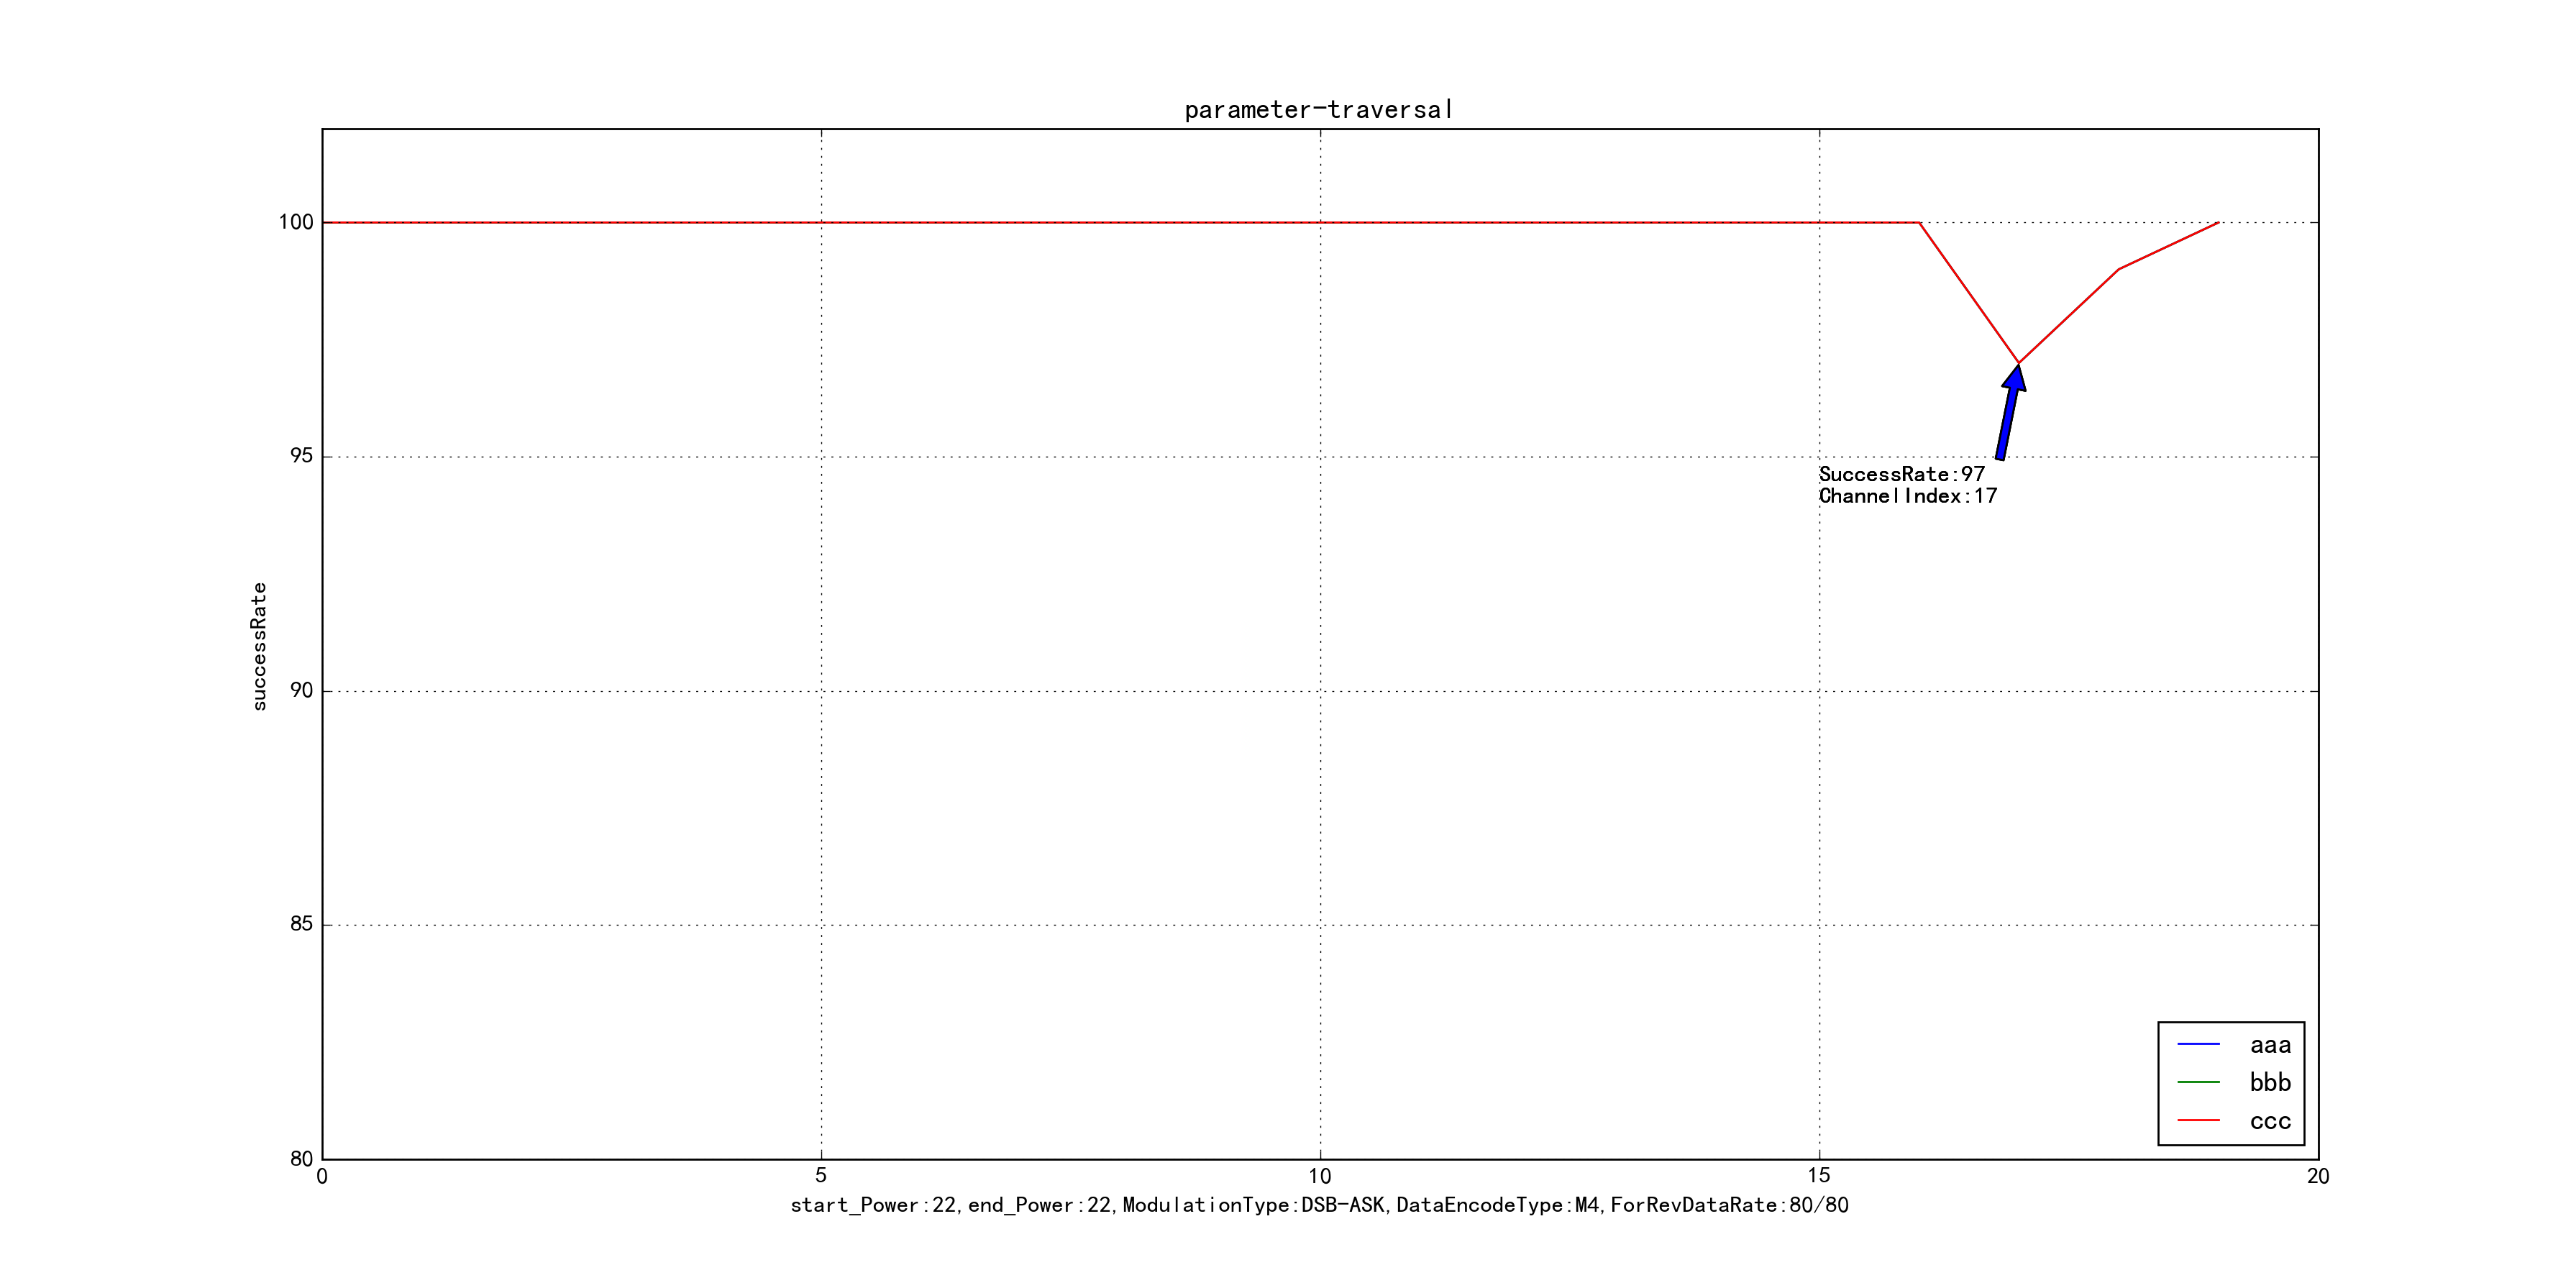 parameter-traversal
100
95
90
85
80
successRate
SuccessRate:97
ChannelIndex:17
aaa
bbb
ccc
0 5 10 15 20
start_Power:22,end_Power:22,ModulationType:DSB-ASK,DataEncodeType:M4,ForRevDataRate:80/80